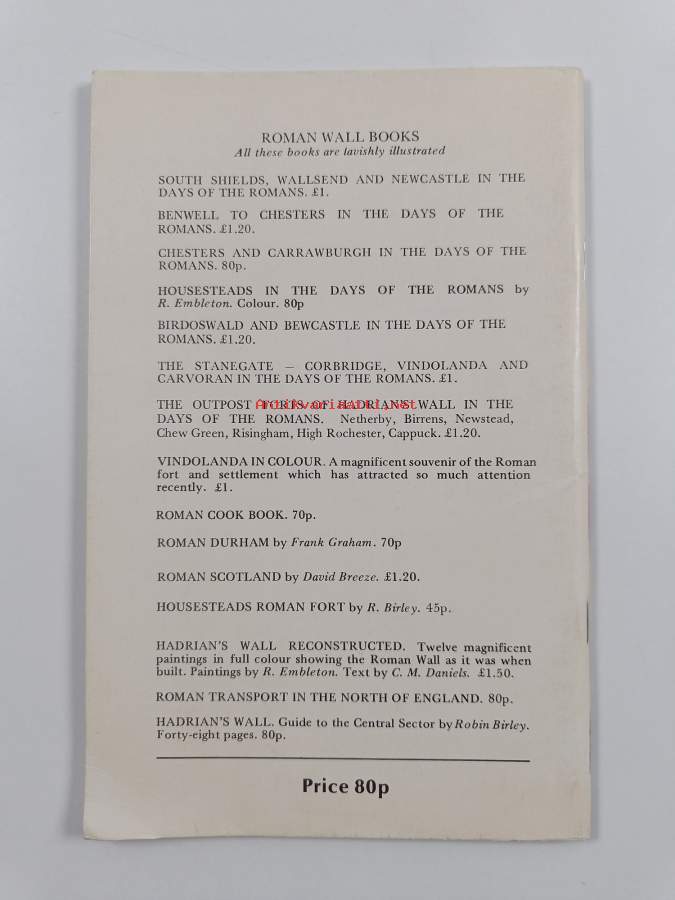 ROMAN WALL BOOKS
All these books are lavishly illustrated
SOUTH SHIELDS, WALLSEND AND NEWCASTLE IN THE
DAYS OF THE ROMANS. £1.
BENWELL TO CHESTERS IN THE DAYS OF THE
ROMANS. £1.20.
CHESTERS AND CARRAWBURGH IN THE DAYS OF THE
ROMANS. 80p.
HOUSESTEADS IN THE DAYS OF THE ROMANS by
R. Embleton. Colour. 80p
BIRDOSWALD AND BEWCASTLE IN THE DAYS OF THE
ROMANS. £1.20.
THE STANEGATE – CORBRIDGE, VINDOLANDA AND
CARVORAN IN THE DAYS OF THE ROMANS. £1.
THE OUTPOST FORTS OF HADRIAN'S WALL IN THE
Antikvariaatti.net
DAYS OF THE ROMANS. Netherby, Birrens, Newstead,
Chew Green, Risingham, High Rochester, Cappuck. £1.20.
VINDOLANDA IN COLOUR. A magnificent souvenir of the Roman
fort and settlement which has attracted so much attention
recently. £1.
ROMAN COOK BOOK. 70p.
ROMAN DURHAM by Frank Graham. 70p
ROMAN SCOTLAND by David Breeze. £1.20.
HOUSESTEADS ROMAN FORT by R. Birley. 45p.
HADRIAN'S WALL RECONSTRUCTED. Twelve magnificent
paintings in full colour showing the Roman Wall as it was when
built. Paintings by R. Embleton. Text by C. M. Daniels. £1.50.
ROMAN TRANSPORT IN THE NORTH OF ENGLAND. 80p.
HADRIAN'S WALL. Guide to the Central Sector by Robin Birley.
Forty-eight pages. 80p.
Price 80p